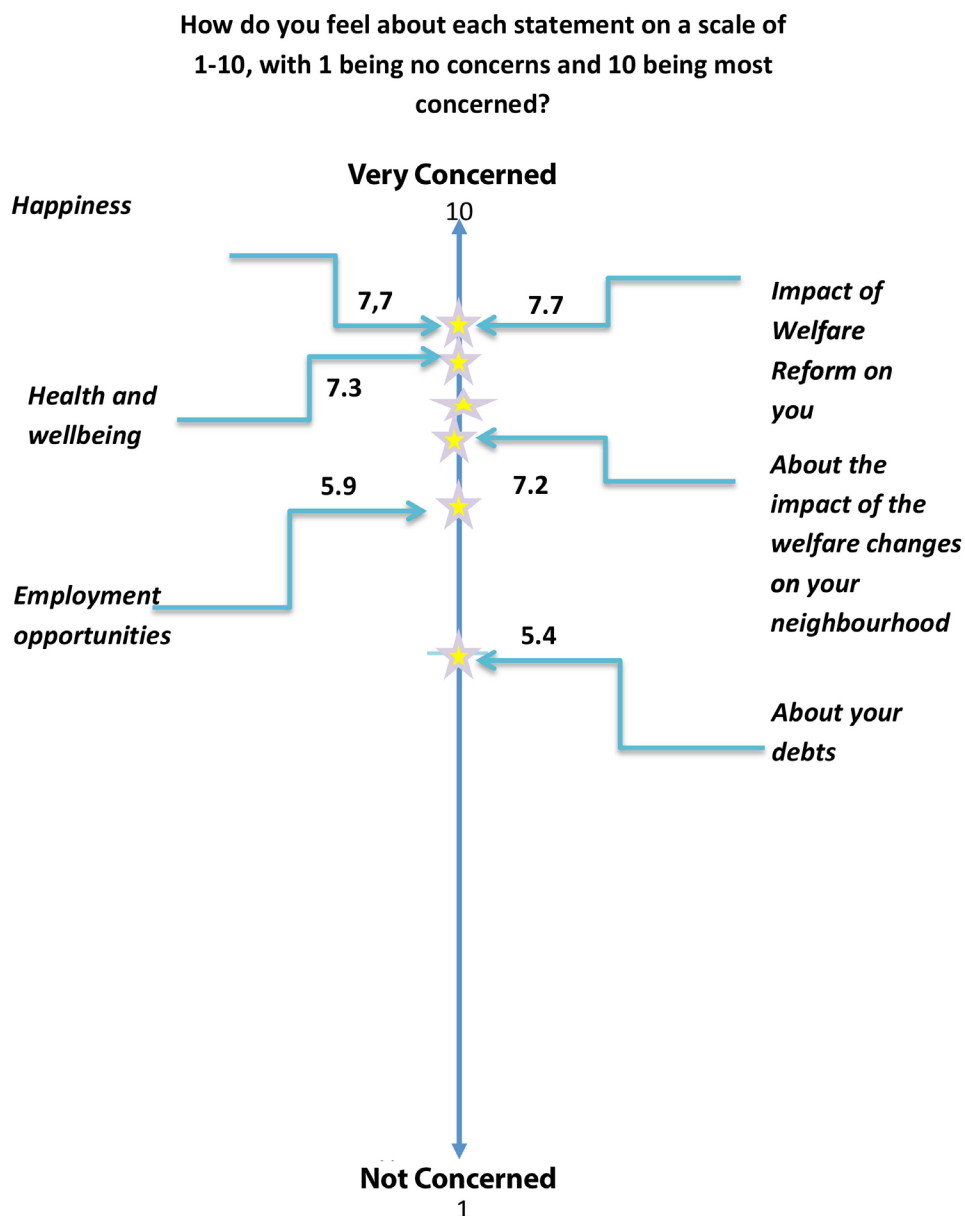 How do you feel about each statement on a scale of
1-10, with 1 being no concerns and 10 being most
concerned?
Very Concerned
10
Happiness
7,7
7.7
Impact of
Welfare
Reform on
you
Health and
wellbeing
7.3
About the
impact of the
welfare changes
on your
neighbourhood
7.2
5.9
Employment
opportunities
5.4
About your
debts
Not Concerned
1